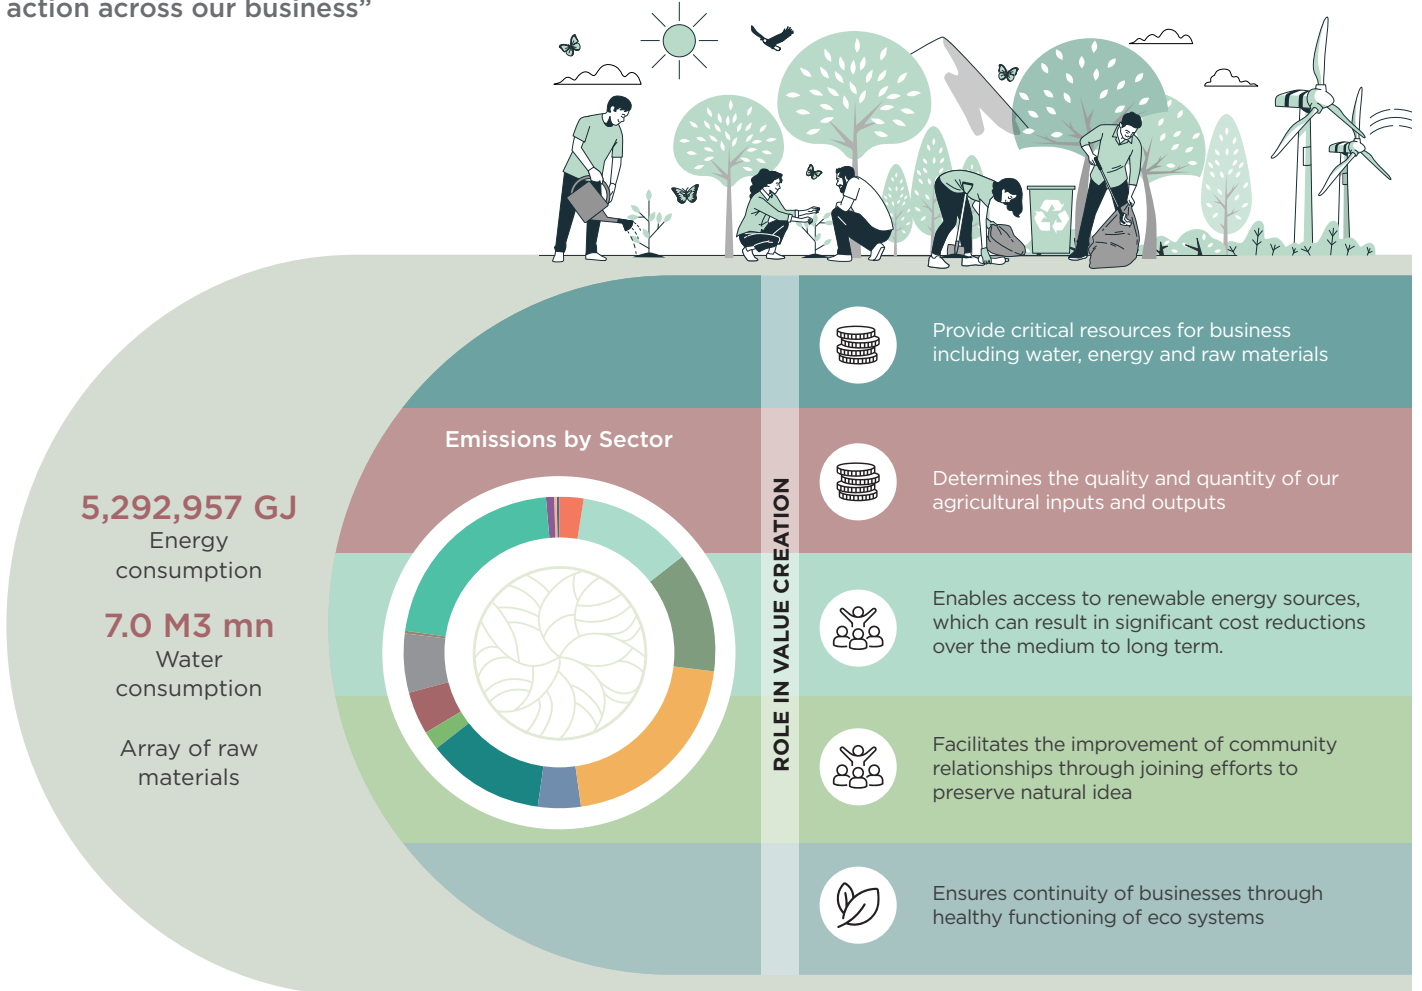 action across our business”
Provide critical resources for business
including water, energy and raw materials
Emissions by Sector
Determines the quality and quantity of our
agricultural inputs and outputs
5,292,957 GJ
Energy
consumption
7.0 M3 mn
Water
consumption
Array of raw
materials
ROLE IN VALUE CREATION
Enables access to renewable energy sources,
which can result in significant cost reductions
over the medium to long term.
Facilitates the improvement of community
relationships through joining efforts to
preserve natural idea
Ensures continuity of businesses through
healthy functioning of eco systems